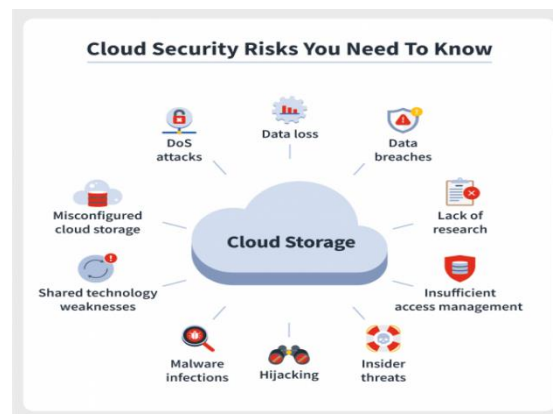 Cloud Security Risks You Need To Know
Data loss
DoS
attacks
Data
breaches
Misconfigured
cloud storage
Lack of
research
Cloud Storage
Shared technology
weaknesses
Insufficient
access management
Malware
infections
Hijacking
Insider
threats